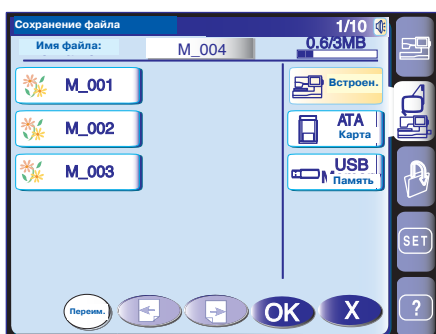 Сохранение файла
1/10
Имя файла:
M_004
0.6/3MB
M_001
M_002
M_003
Встроен.
ATA
Карта
USB
Память
Переим.
OK
X
SET
?